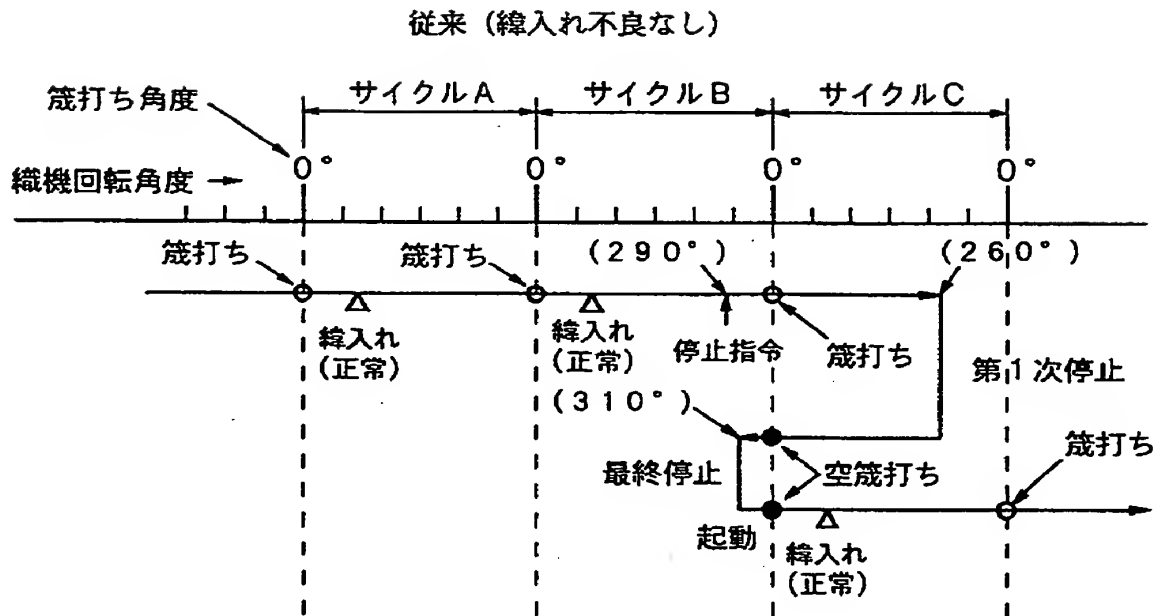 従来(緯入れ不良なし)
筬打ち角度
サイクルA
サイクルB
サイクルC
0°
0°
0°
0°
織機回転角度→
筬打ち
筬打ち
(290°)
(260°)
緯入れ
(正常)
緯入れ
(正常)
停止指令
筬打ち
第1次停止
(310°)
筬打ち
最終停止
空筬打ち
起動
緯入れ
(正常)